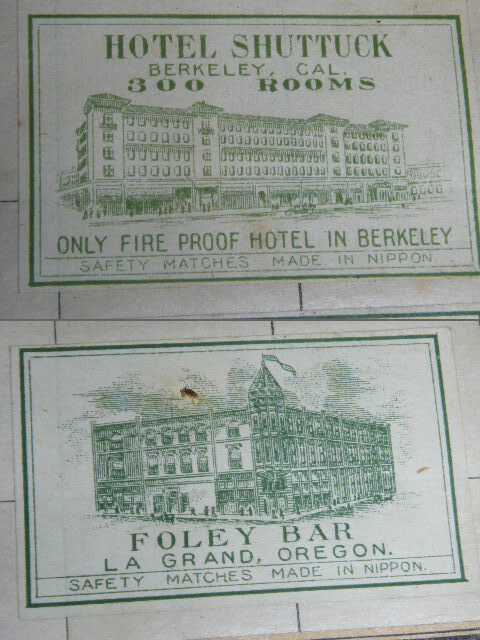 HOTEL SHUTTUCK
BERKELEY, CAL.
300 ROOMS
ONLY FIRE PROOF HOTEL IN BERKELEY
SAFETY MATCHES MADE IN NIPPON.
FOLEY BAR
LA GRAND, OREGON.
SAFETY MATCHES MADE IN NIPPON.